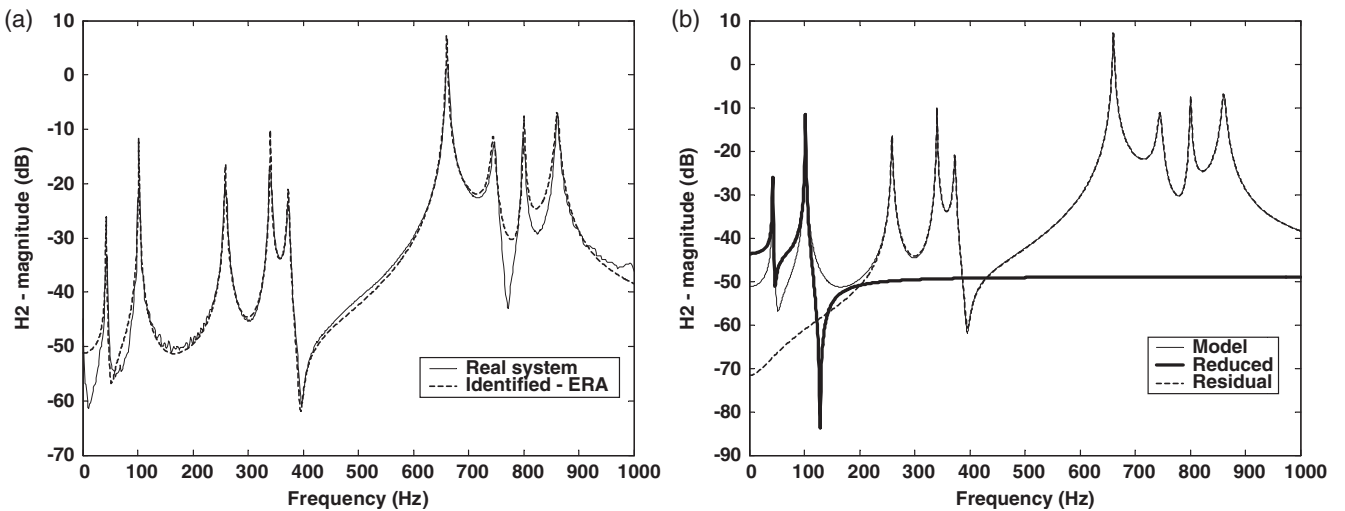 (a)
10
0
-10
-20
-30
-40
-50
-60
-70
H2 - magnitude (dB)
0 100 200 300 400 500 600 700 800 900 1000
Frequency (Hz)
Real system
Identified - ERA
(b)
10
0
-10
-20
-30
-40
-50
-60
-70
-80
-90
H2 - magnitude (dB)
0 100 200 300 400 500 600 700 800 900 1000
Frequency (Hz)
Model
Reduced
Residual